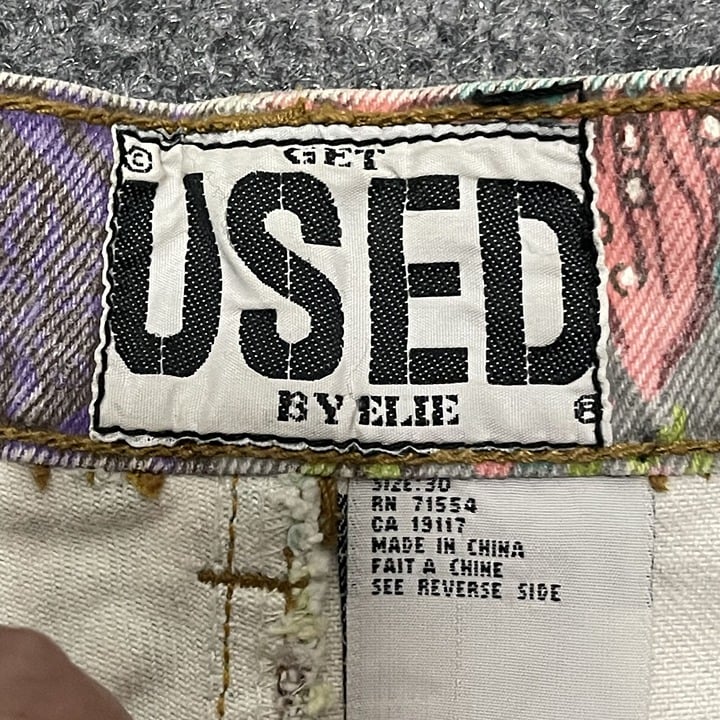 ©
GET
USED
BY ELIE
®
SIZE:30
RN 71554
CA 19117
MADE IN CHINA
FAIT A CHINE
SEE REVERSE SIDE